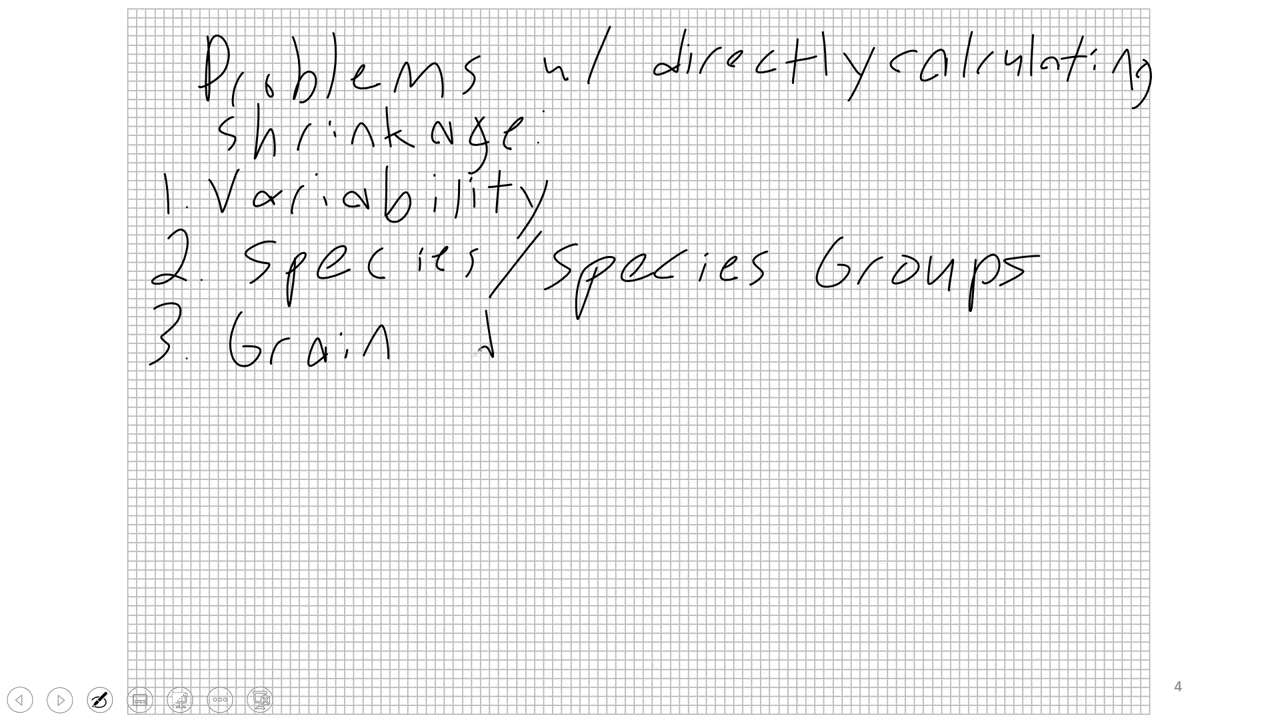 Problems w/ directly calculating
shrinkage:
1. Variability
2. Species/Species Groups
3. Grain d
4